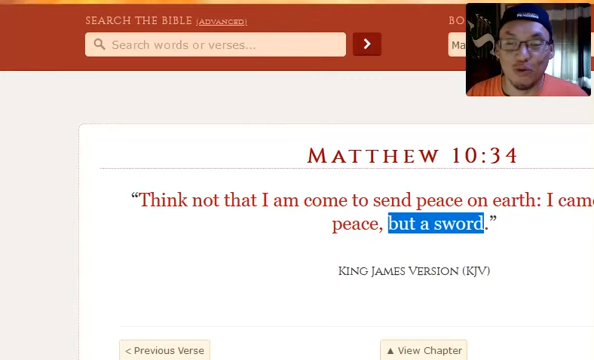 SEARCH THE BIBLE (ADVANCED)
BO
Search words or verses...
Ma
MATTHEW 10:34
“Think not that I am come to send peace on earth: I cam
peace, but a sword.”
KING JAMES VERSION (KJV)
< Previous Verse
▲ View Chapter